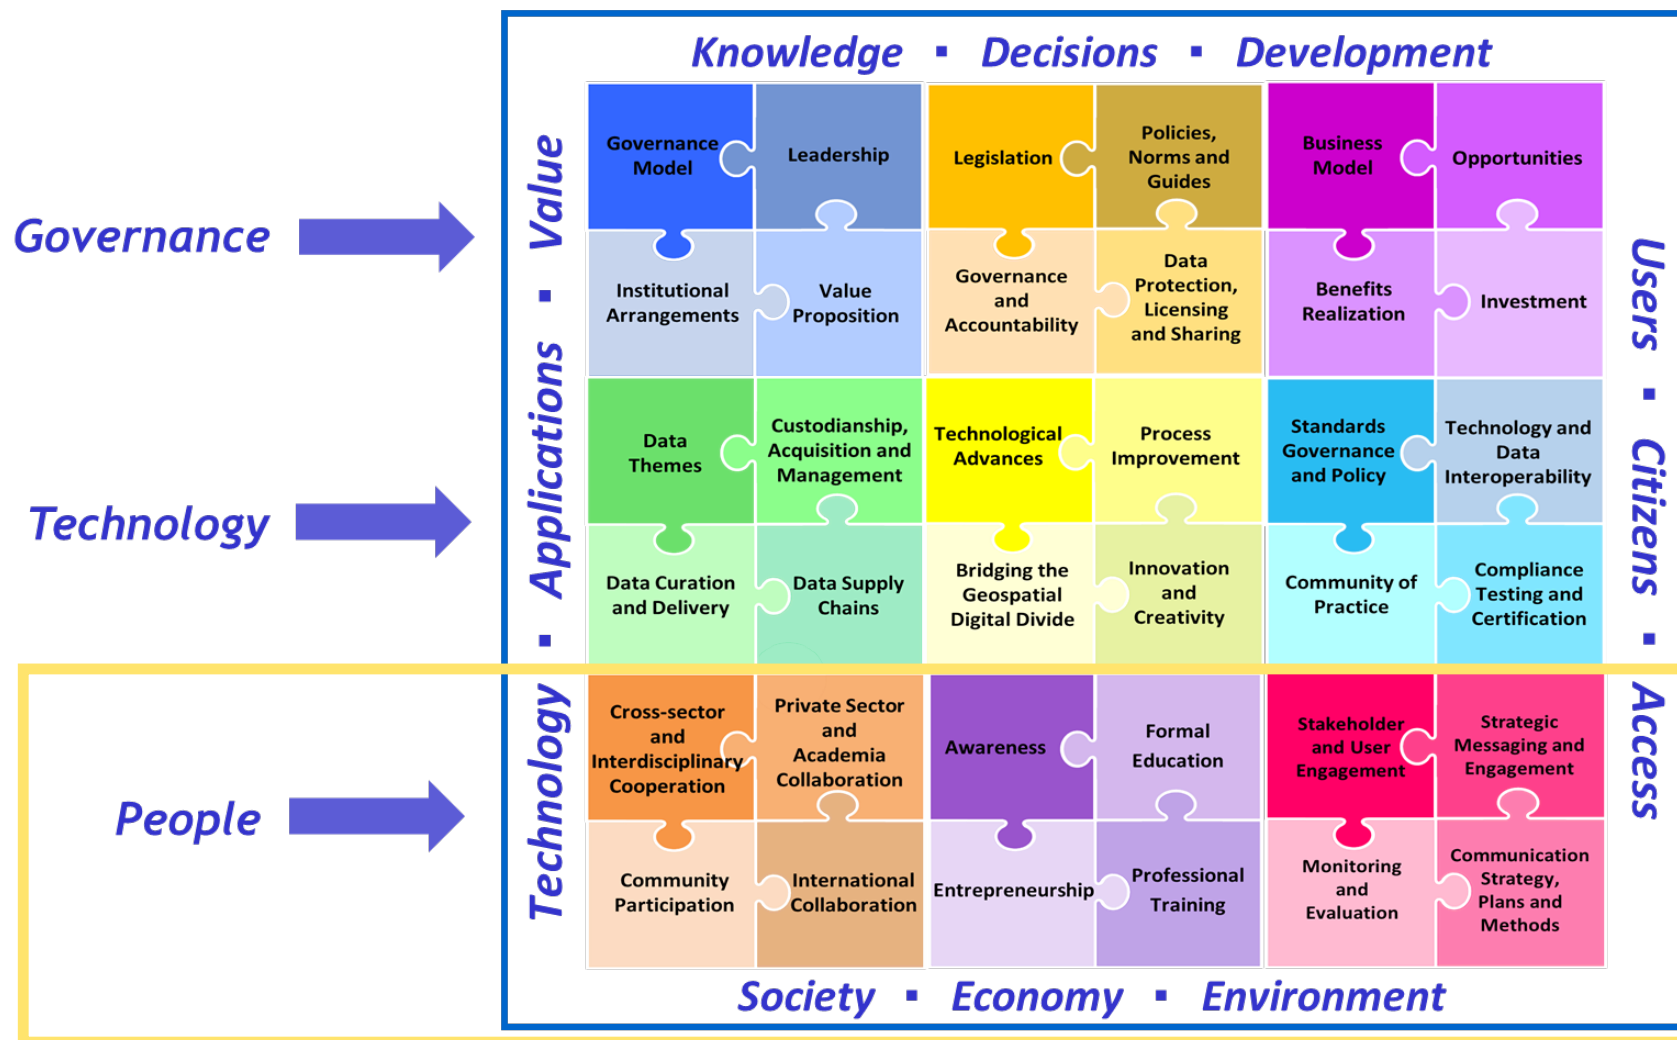 Knowledge ▪ Decisions ▪ Development
Governance
Technology
People
Technology ▪ Applications ▪ Value
Governance
Model
Leadership
Institutional
Arrangements
Value
Proposition
Legislation
Policies,
Norms and
Guides
Governance
and
Accountability
Data
Protection,
Licensing
and Sharing
Business
Model
Opportunities
Benefits
Realization
Investment
Data
Themes
Custodianship,
Acquisition and
Management
Data Curation
and Delivery
Data Supply
Chains
Technological
Advances
Process
Improvement
Bridging the
Geospatial
Digital Divide
Innovation
and
Creativity
Standards
Governance
and Policy
Technology and
Data
Interoperability
Community of
Practice
Compliance
Testing and
Certification
Cross-sector
and
Interdisciplinary
Cooperation
Private Sector
and
Academia
Collaboration
Community
Participation
International
Collaboration
Awareness
Formal
Education
Entrepreneurship
Professional
Training
Stakeholder
and User
Engagement
Strategic
Messaging and
Engagement
Monitoring
and
Evaluation
Communication
Strategy,
Plans and
Methods
Users ▪ Citizens ▪ Access
Society ▪ Economy ▪ Environment